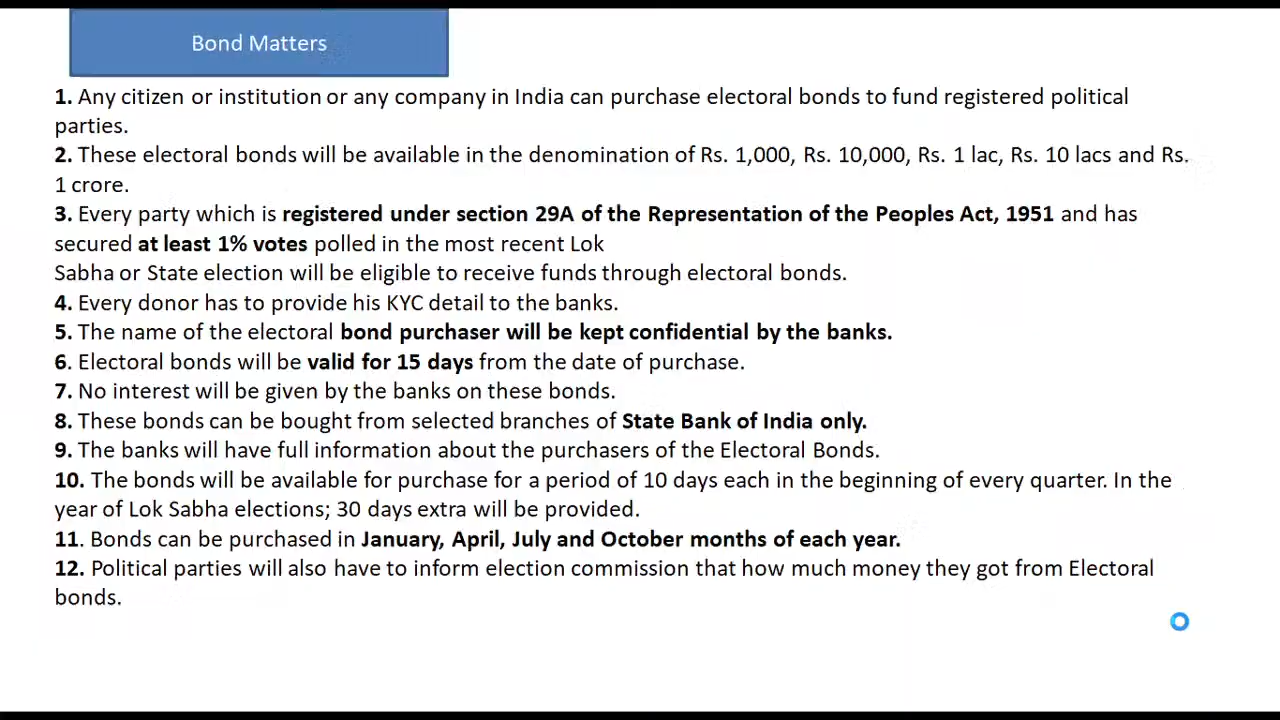 Bond Matters
1. Any citizen or institution or any company in India can purchase electoral bonds to fund registered political
parties.
2. These electoral bonds will be available in the denomination of Rs. 1,000, Rs. 10,000, Rs. 1 lac, Rs. 10 lacs and Rs.
1 crore.
3. Every party which is registered under section 29A of the Representation of the Peoples Act, 1951 and has
secured at least 1% votes polled in the most recent Lok
Sabha or State election will be eligible to receive funds through electoral bonds.
4. Every donor has to provide his KYC detail to the banks.
5. The name of the electoral bond purchaser will be kept confidential by the banks.
6. Electoral bonds will be valid for 15 days from the date of purchase.
7. No interest will be given by the banks on these bonds.
8. These bonds can be bought from selected branches of State Bank of India only.
9. The banks will have full information about the purchasers of the Electoral Bonds.
10. The bonds will be available for purchase for a period of 10 days each in the beginning of every quarter. In the
year of Lok Sabha elections; 30 days extra will be provided.
11. Bonds can be purchased in January, April, July and October months of each year.
12. Political parties will also have to inform election commission that how much money they got from Electoral
bonds.